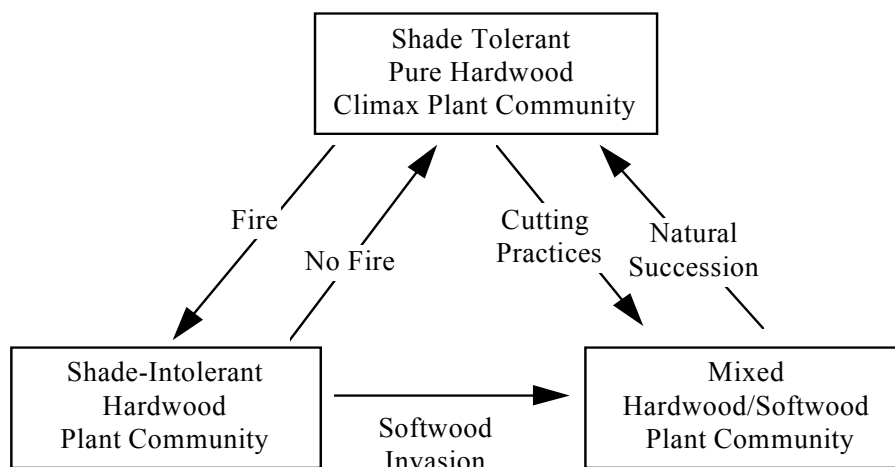 Shade Tolerant
Pure Hardwood
Climax Plant Community
Fire
No Fire
Cutting
Practices
Natural
Succession
Shade-Intolerant
Hardwood
Plant Community
Softwood
Invasion
Mixed
Hardwood/Softwood
Plant Community